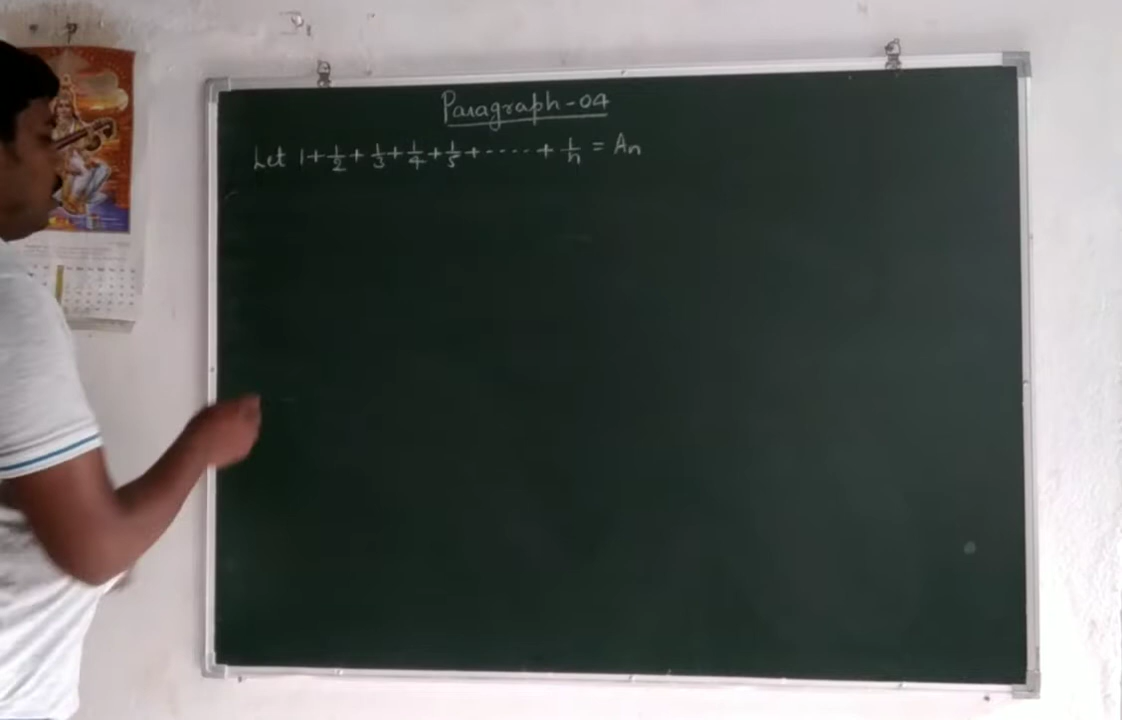 Paragraph-04
Let 1+1/2+1/3+1/4+1/5+.....+1/n = An